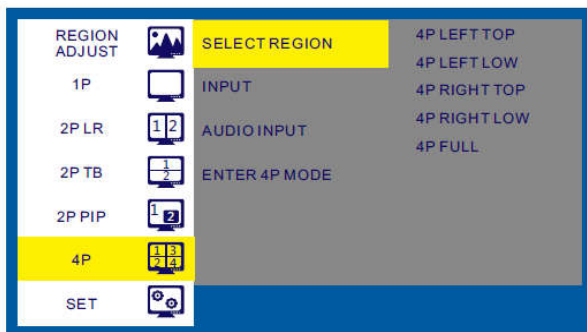 REGION
ADJUST
1P
2P LR
1 2
2P TB
1
2
2P PIP
1 2
4P
1 3
2 4
SET
SELECT REGION
INPUT
AUDIO INPUT
ENTER 4P MODE
4P LEFT TOP
4P LEFT LOW
4P RIGHT TOP
4P RIGHT LOW
4P FULL